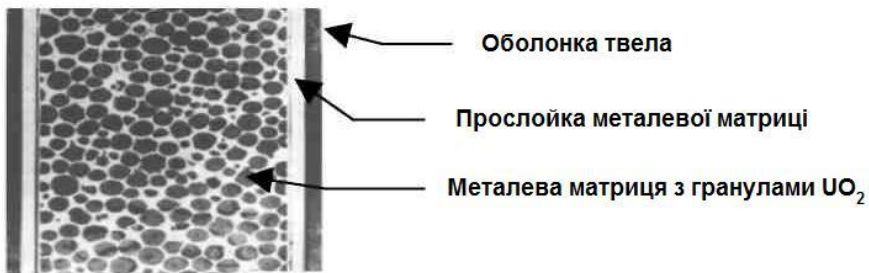 Оболонка твела
Прослойка металевої матриці
Металева матриця з гранулами UO₂